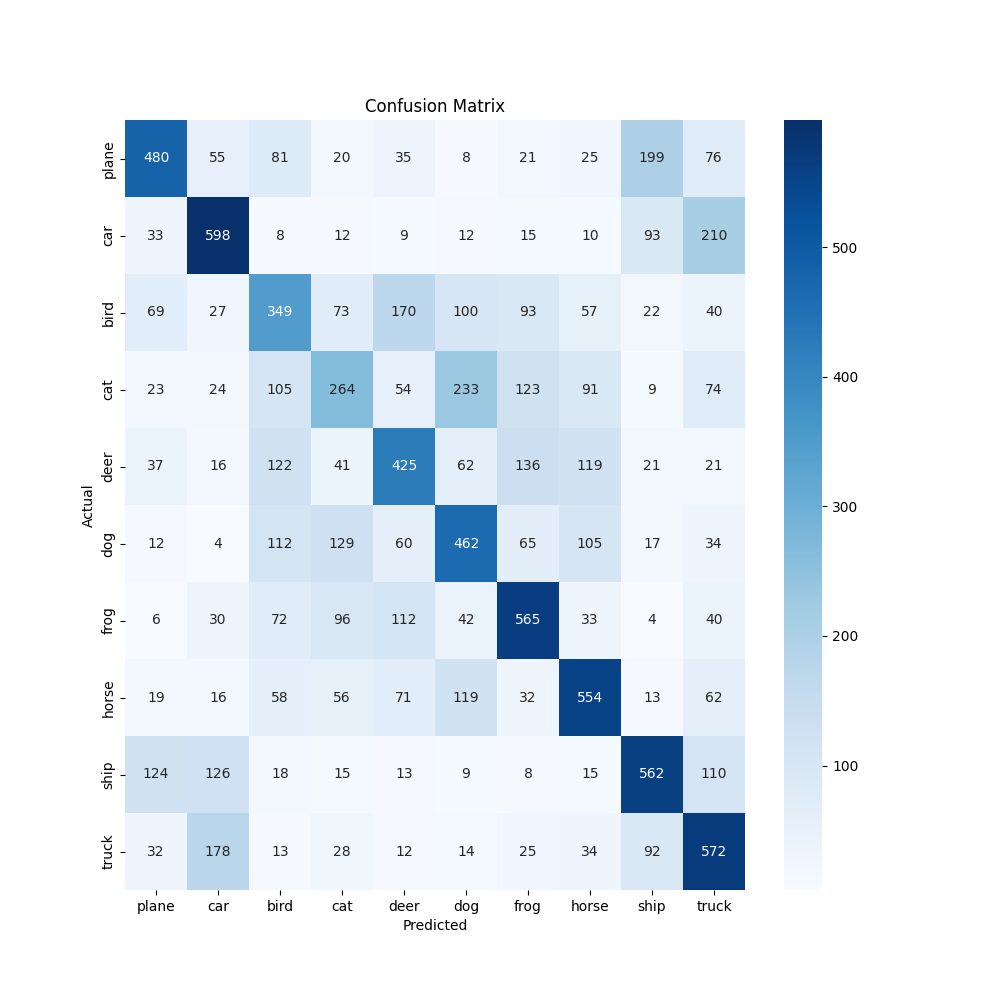 Confusion Matrix
plane 480 55 81 20 35 8 21 25 199 76
car 33 598 8 12 9 12 15 10 93 210
bird 69 27 349 73 170 100 93 57 22 40
cat 23 24 105 264 54 233 123 91 9 74
deer 37 16 122 41 425 62 136 119 21 21
dog 12 4 112 129 60 462 65 105 17 34
frog 6 30 72 96 112 42 565 33 4 40
horse 19 16 58 56 71 119 32 554 13 62
ship 124 126 18 15 13 9 8 15 562 110
truck 32 178 13 28 12 14 25 34 92 572
plane car bird cat deer dog frog horse ship truck
Predicted
Actual
500
400
300
200
100